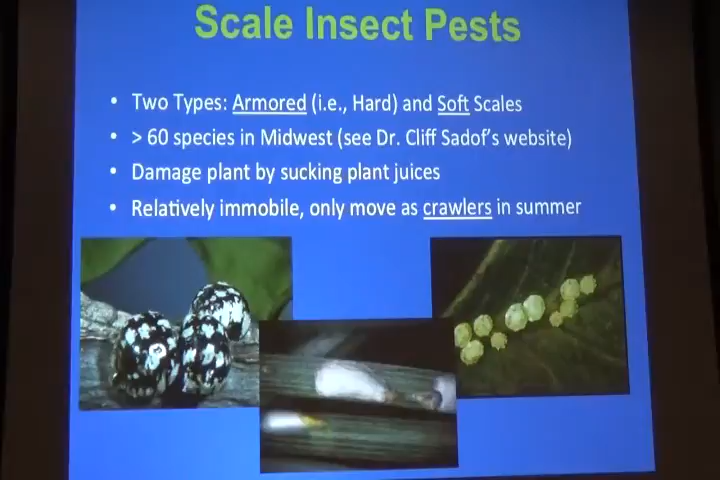 Scale Insect Pests
• Two Types: Armored (i.e., Hard) and Soft Scales
• > 60 species in Midwest (see Dr. Cliff Sadof's website)
• Damage plant by sucking plant juices
• Relatively immobile, only move as crawlers in summer